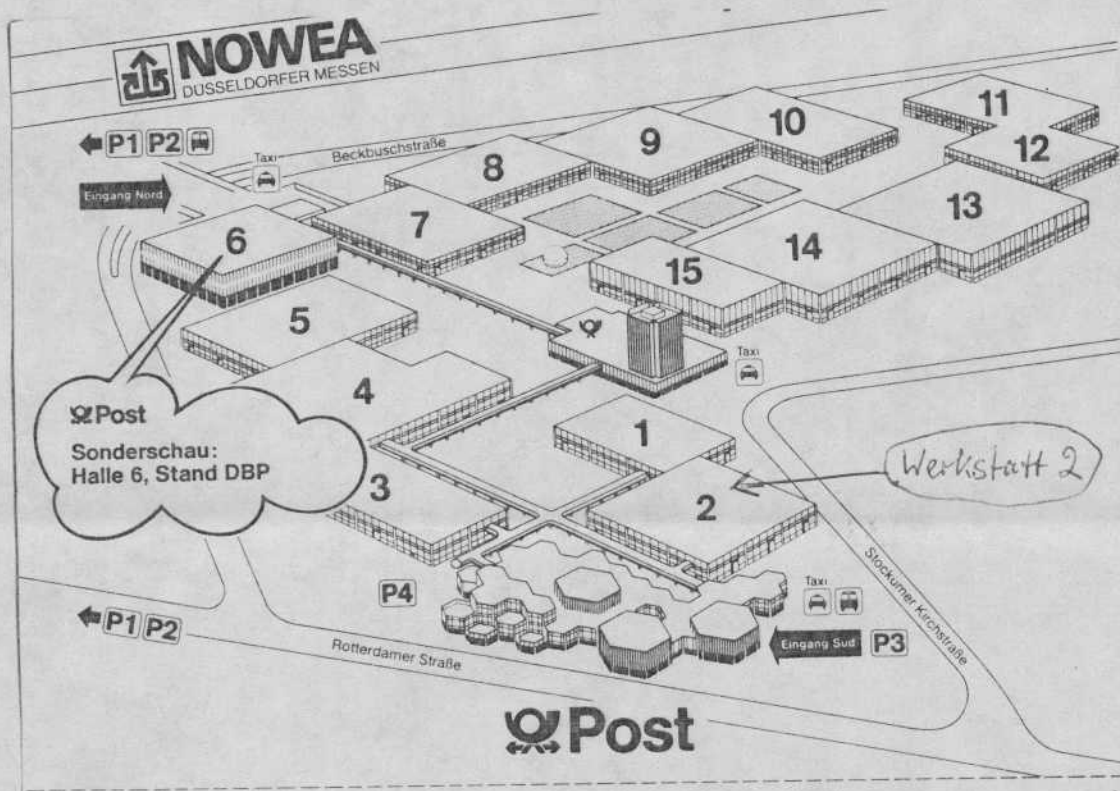 NOWEA
DÜSSELDORFER MESSEN
P1 P2
Taxi
Beckbuschstraße
Eingang Nord
11
10
12
9
8
13
7
6
14
15
5
Taxi
4
1
Post
Sonderschau:
Halle 6, Stand DBP
Werkstatt 2
3
2
P4
Taxi
Stockumer Kirchstraße
P1 P2
Rotterdamer Straße
Eingang Süd P3
Post